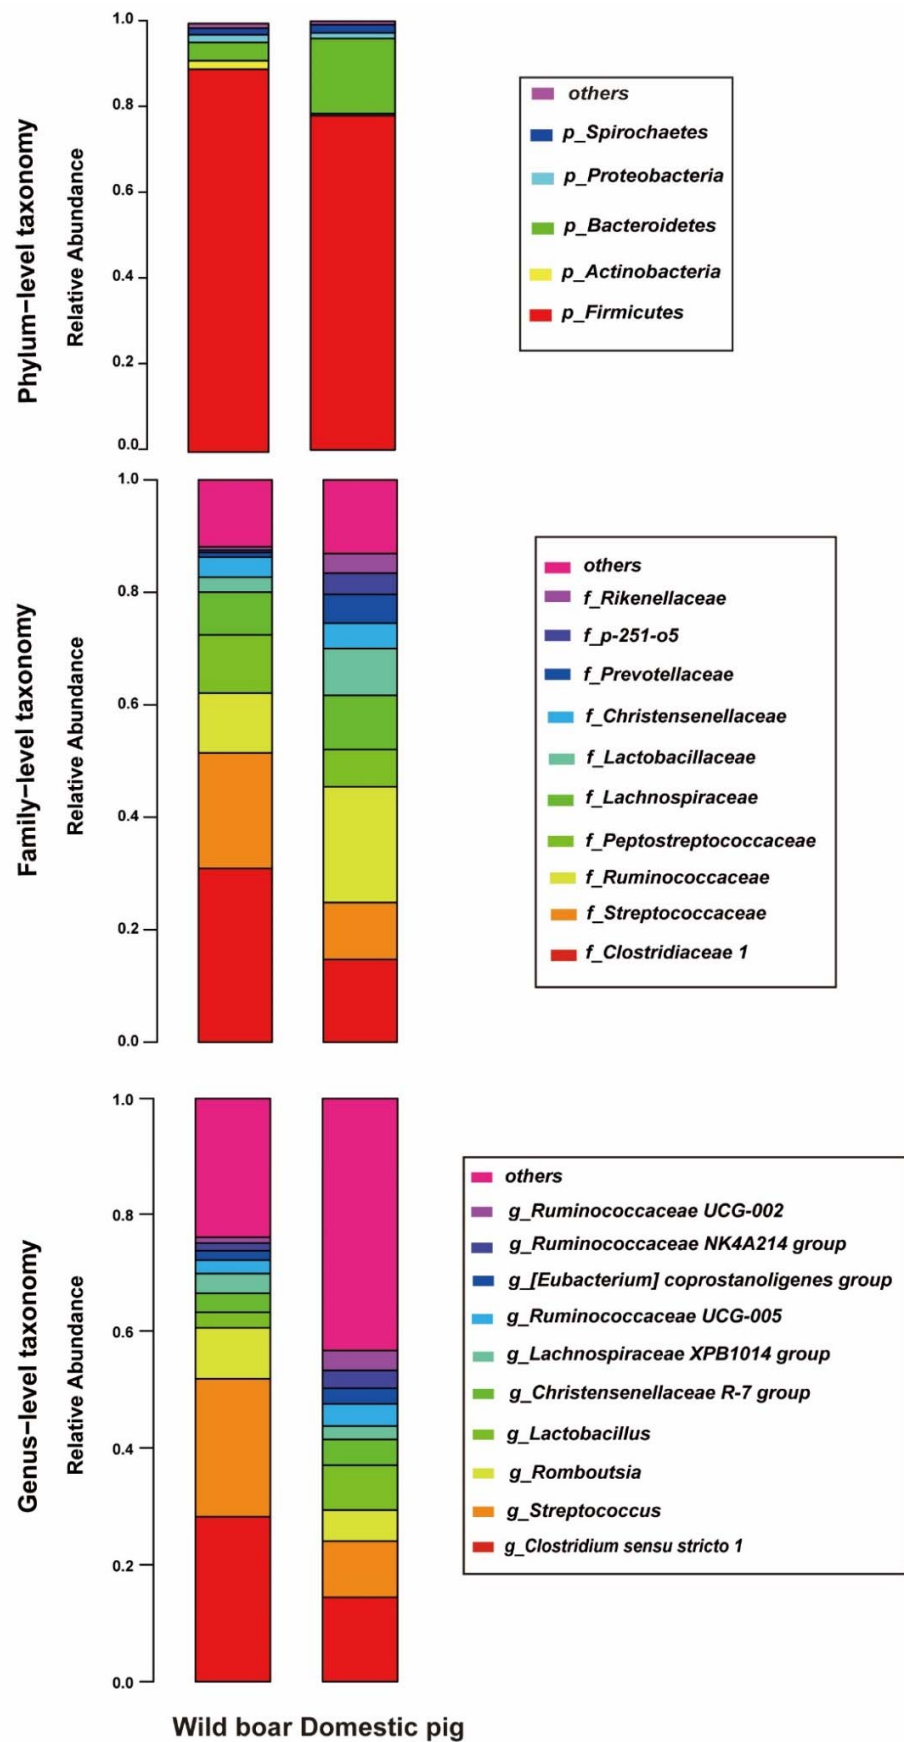 Phylum-level taxonomy
Relative Abundance
1.0
0.8
0.6
0.4
0.2
0.0
others
p_Spirochaetes
p_Proteobacteria
p_Bacteroidetes
p_Actinobacteria
p_Firmicutes
Family-level taxonomy
Relative Abundance
1.0
0.8
0.6
0.4
0.2
0.0
others
f_Rikenellaceae
f_p-251-o5
f_Prevotellaceae
f_Christensenellaceae
f_Lactobacillaceae
f_Lachnospiraceae
f_Peptostreptococcaceae
f_Ruminococcaceae
f_Streptococcaceae
f_Clostridiaceae 1
Genus-level taxonomy
Relative Abundance
1.0
0.8
0.6
0.4
0.2
0.0
others
g_Ruminococcaceae UCG-002
g_Ruminococcaceae NK4A214 group
g_[Eubacterium] coprostanoligenes group
g_Ruminococcaceae UCG-005
g_Lachnospiraceae XPB1014 group
g_Christensenellaceae R-7 group
g_Lactobacillus
g_Romboutsia
g_Streptococcus
g_Clostridium sensu stricto 1
Wild boar Domestic pig